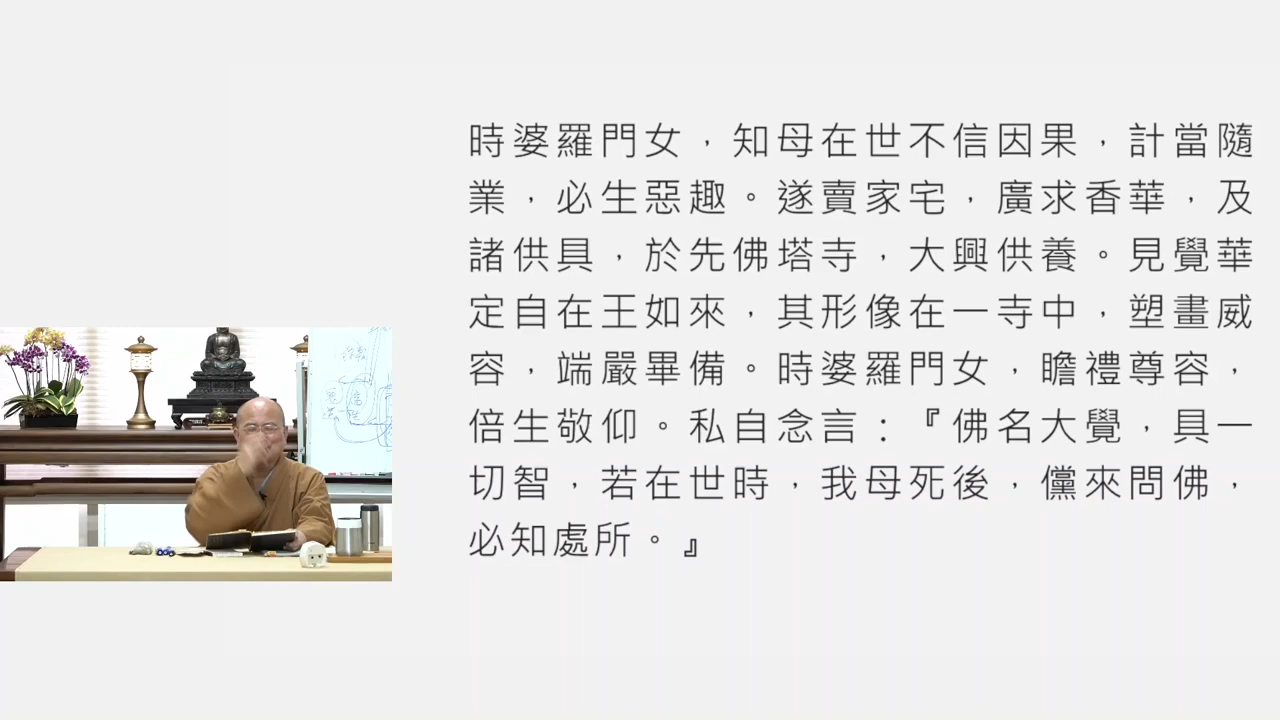 時婆羅門女，知母在世不信因果，計當隨
業，必生惡趣。遂賣家宅，廣求香華，及
諸供具，於先佛塔寺，大興供養。見覺華
定自在王如來，其形像在一寺中，塑畫威
容，端嚴畢備。時婆羅門女，瞻禮尊容，
倍生敬仰。私自念言：『佛名大覺，具一
切智，若在世時，我母死後，儻來問佛，
必知處所。』